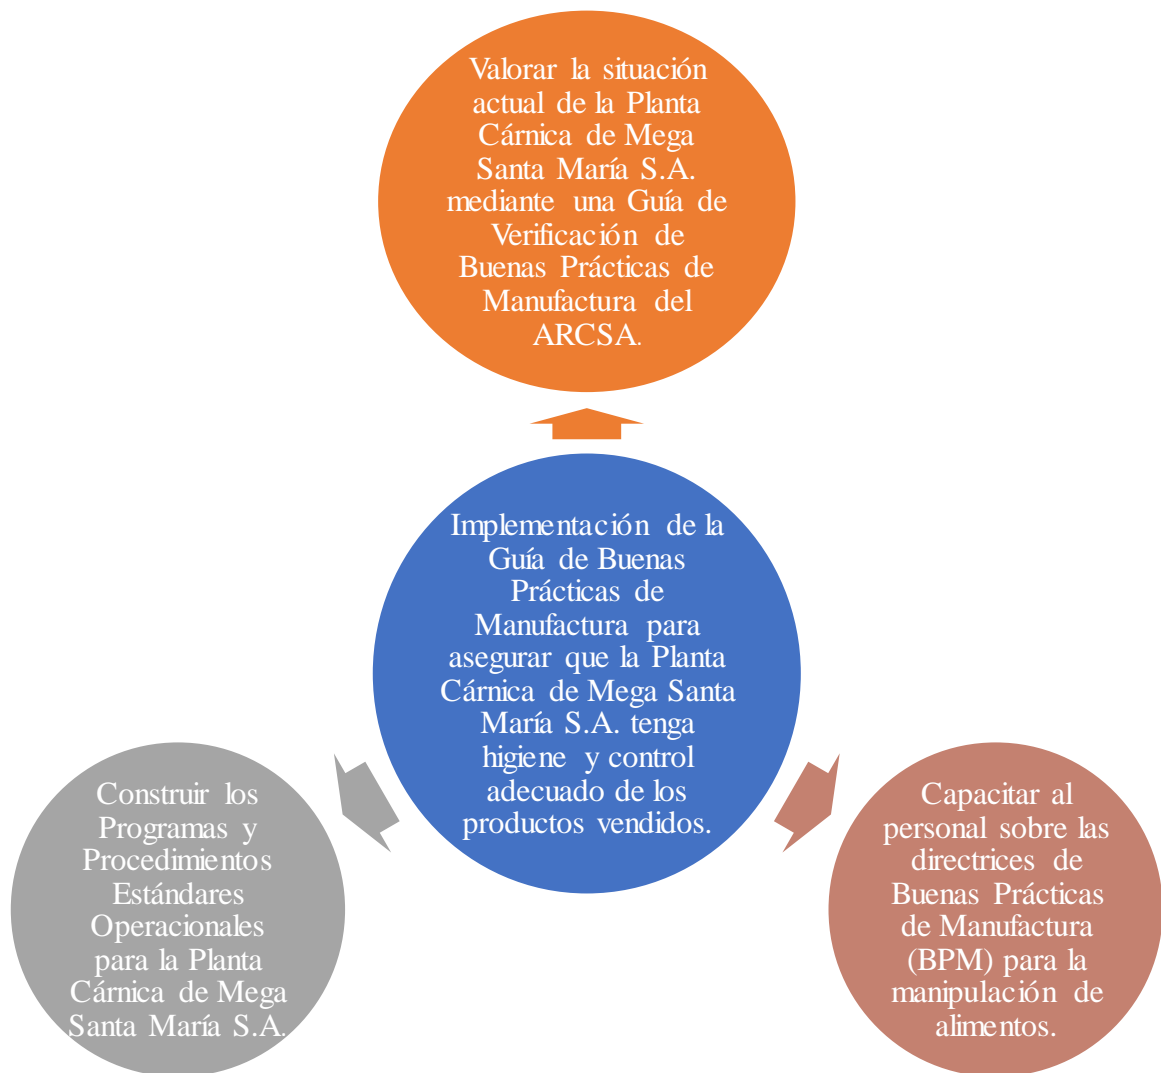 Valorar la situación
actual de la Planta
Cárnica de Mega
Santa María S.A.
mediante una Guía de
Verificación de
Buenas Prácticas de
Manufactura del
ARCSA.
Implementación de la
Guía de Buenas
Prácticas de
Manufactura para
asegurar que la Planta
Cárnica de Mega Santa
María S.A. tenga
higiene y control
adecuado de los
productos vendidos.
Construir los
Programas y
Procedimientos
Estándares
Operacionales
para la Planta
Cárnica de Mega
Santa María S.A.
Capacitar al
personal sobre las
directrices de
Buenas Prácticas
de Manufactura
(BPM) para la
manipulación de
alimentos.